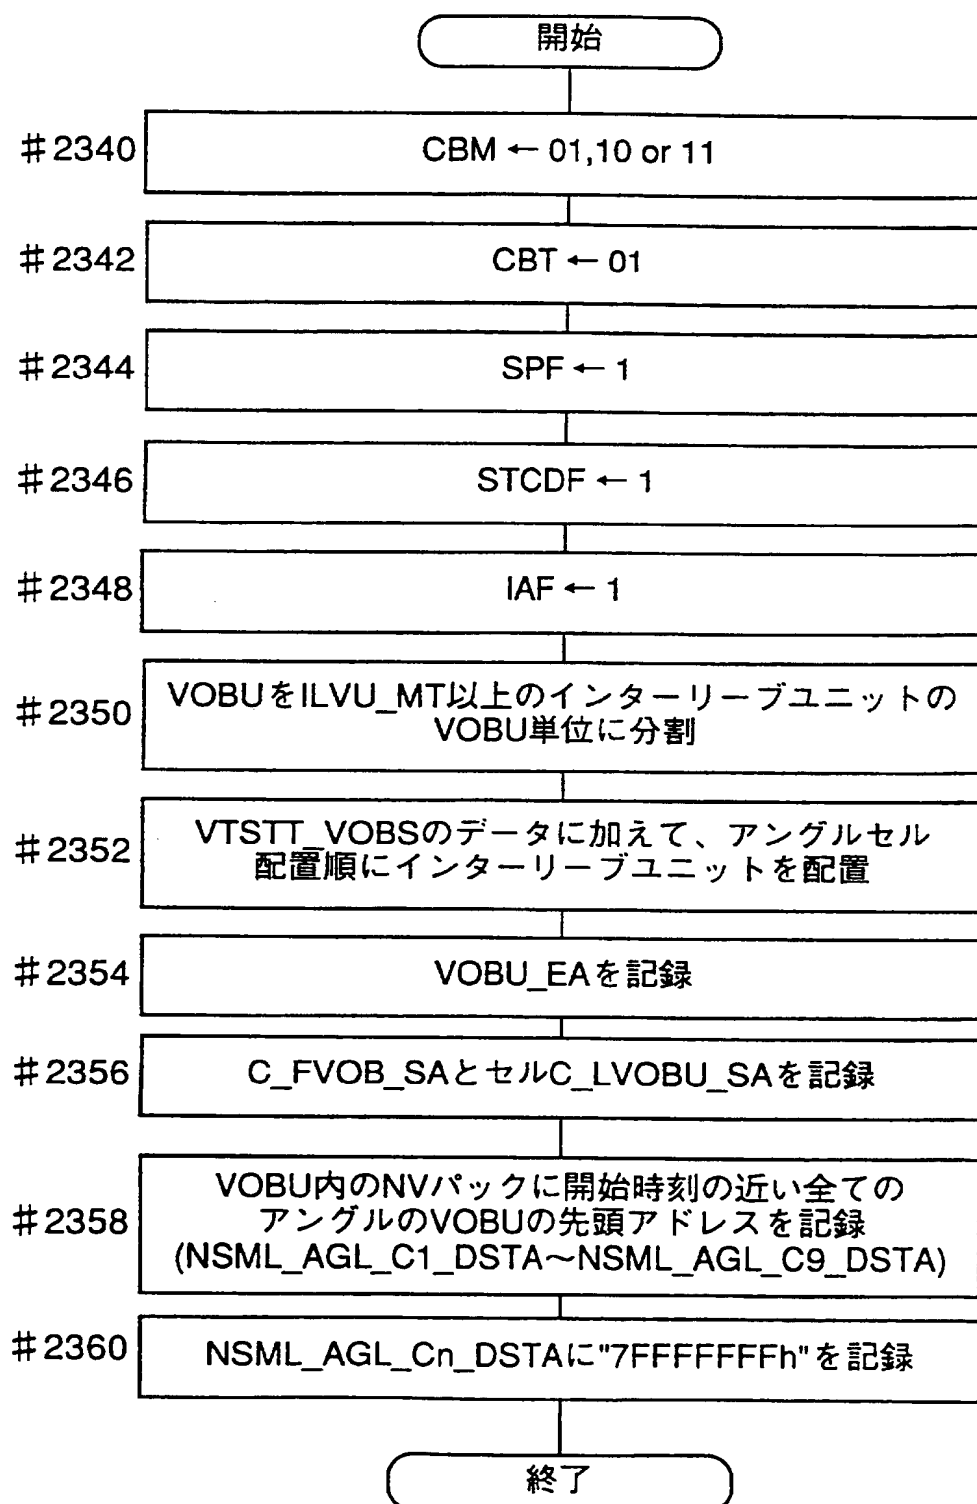 開始
#2340 CBM ← 01,10 or 11
#2342 CBT ← 01
#2344 SPF ← 1
#2346 STCDF ← 1
#2348 IAF ← 1
#2350 VOBUをILVU_MT以上のインターリーブユニットの
VOBU単位に分割
#2352 VTSTT_VOBSのデータに加えて、アングルセル
配置順にインターリーブユニットを配置
#2354 VOBU_EAを記録
#2356 C_FVOB_SAとセルC_LVOBU_SAを記録
VOBU内のNVパックに開始時刻の近い全ての
#2358 アングルのVOBUの先頭アドレスを記録
(NSML_AGL_C1_DSTA～NSML_AGL_C9_DSTA)
#2360 NSML_AGL_Cn_DSTAに"7FFFFFFFh"を記録
終了